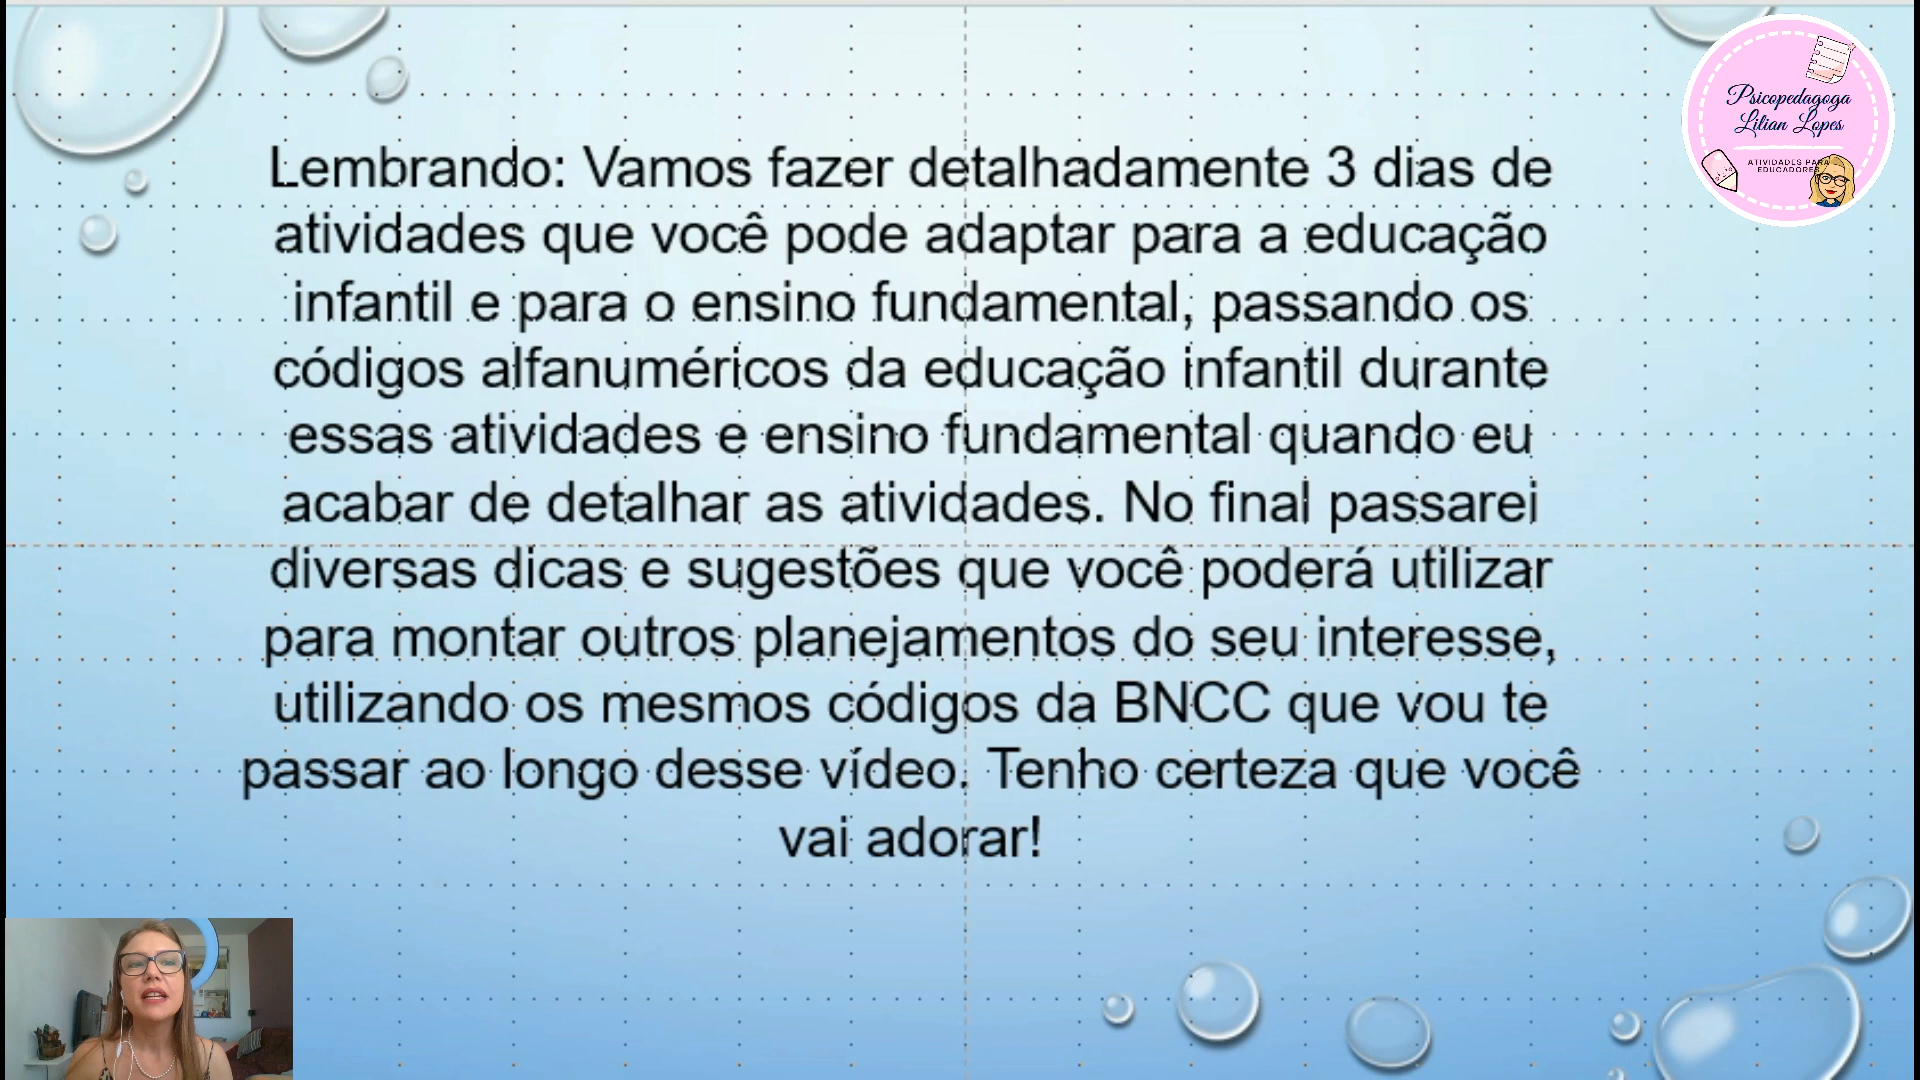 Lembrando: Vamos fazer detalhadamente 3 dias de
atividades que você pode adaptar para a educação
infantil e para o ensino fundamental, passando os
códigos alfanuméricos da educação infantil durante
essas atividades e ensino fundamental quando eu
acabar de detalhar as atividades. No final passarei
diversas dicas e sugestões que você poderá utilizar
para montar outros planejamentos do seu interesse,
utilizando os mesmos códigos da BNCC que vou te
passar ao longo desse vídeo. Tenho certeza que você
vai adorar!
Psicopedagoga
Lilian Lopes
ATIVIDADES PARA
EDUCADORES